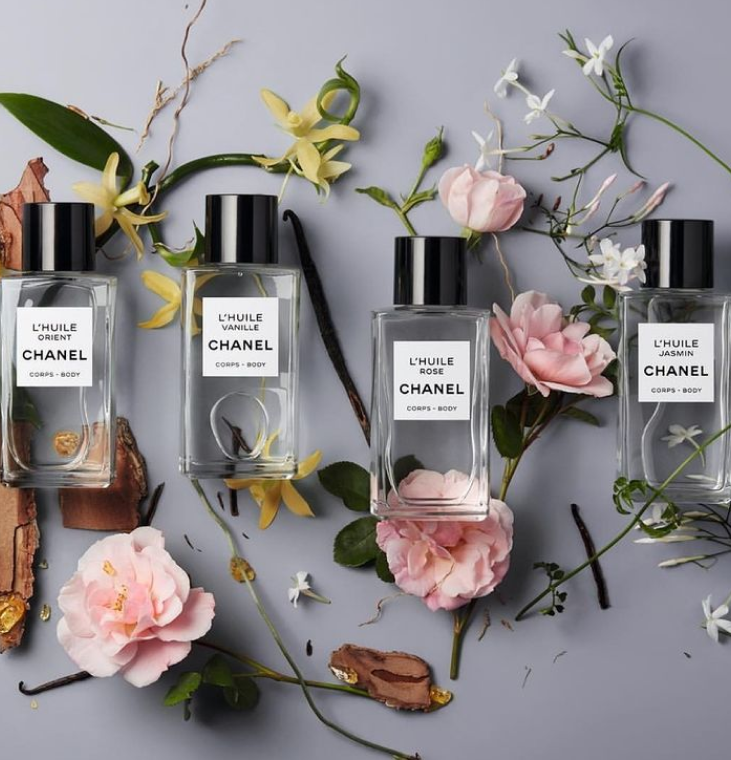 L'HUILE
ORIENT
CHANEL
CORPS - BODY
L'HUILE
VANILLE
CHANEL
CORPS - BODY
L'HUILE
ROSE
CHANEL
CORPS - BODY
L'HUILE
JASMIN
CHANEL
CORPS - BODY